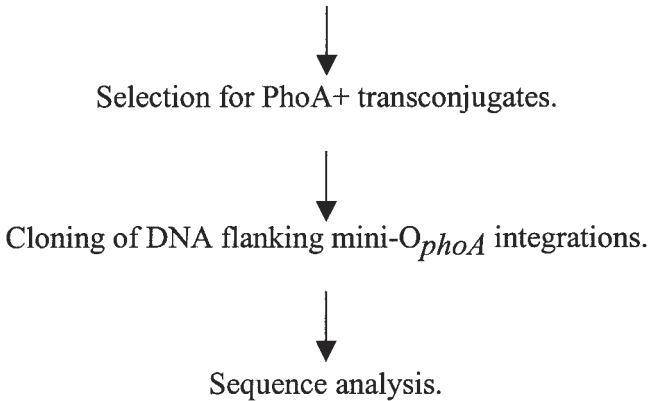 Selection for PhoA+ transconjugates.
Cloning of DNA flanking mini-OphoA integrations.
Sequence analysis.